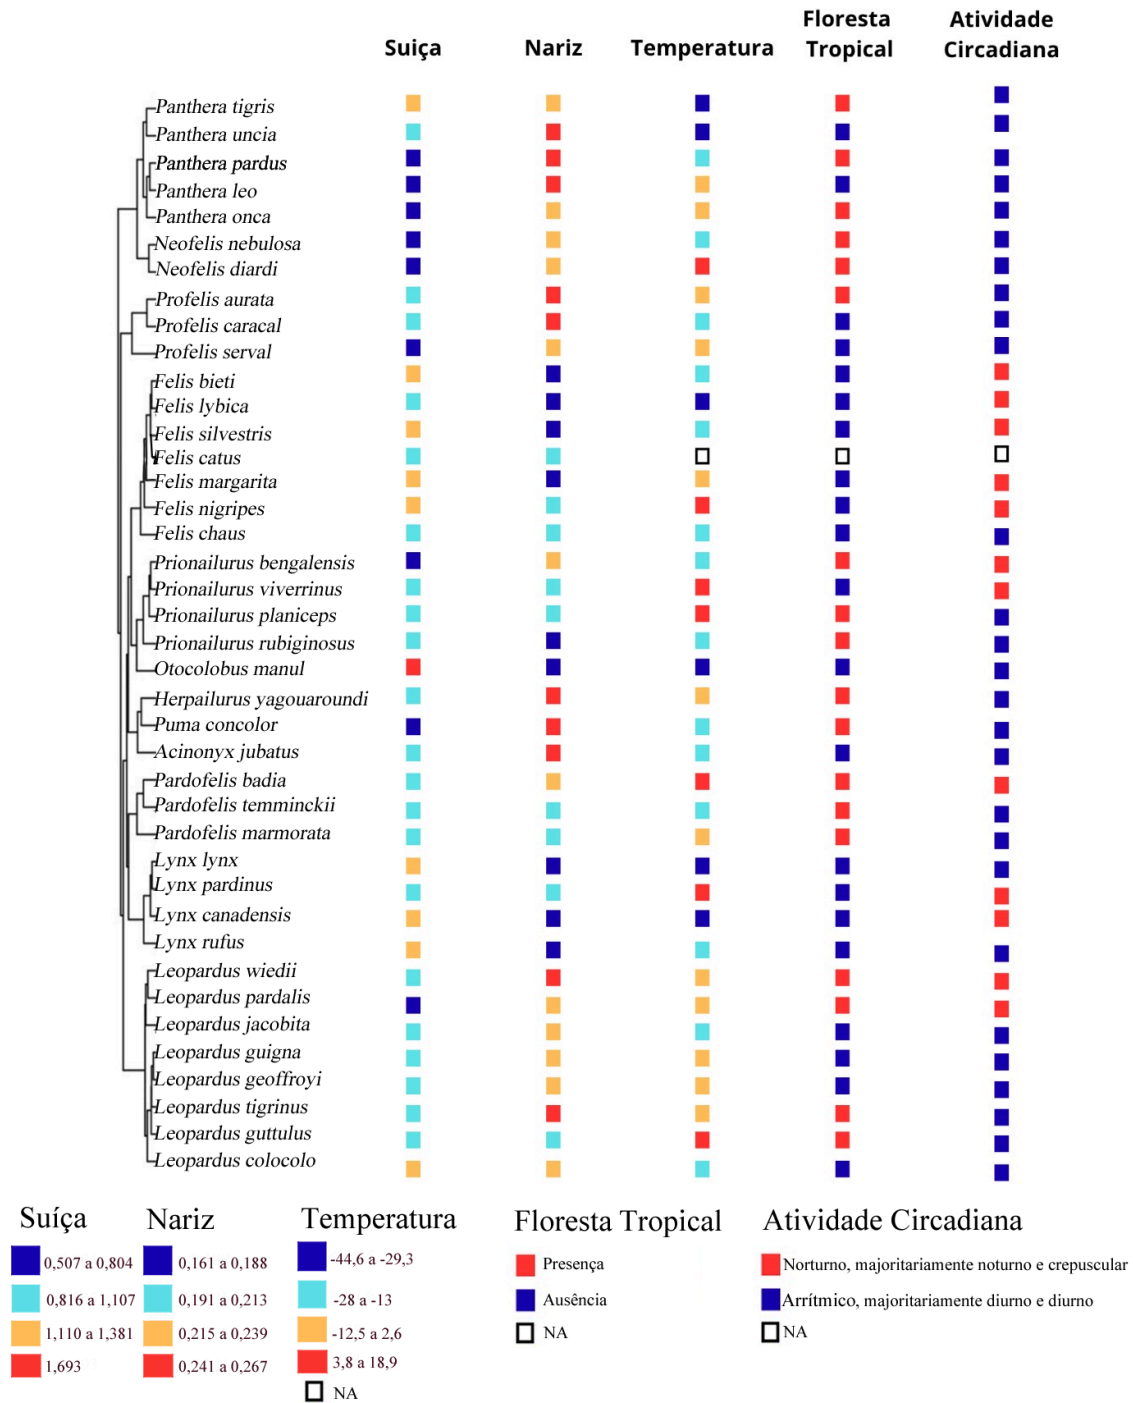 Suiça
Nariz
Temperatura
Floresta
Tropical
Atividade
Circadiana
Panthera tigris
Panthera uncia
Panthera pardus
Panthera leo
Panthera onca
Neofelis nebulosa
Neofelis diardi
Profelis aurata
Profelis caracal
Profelis serval
Felis bieti
Felis lybica
Felis silvestris
Felis catus
Felis margarita
Felis nigripes
Felis chaus
Prionailurus bengalensis
Prionailurus viverrinus
Prionailurus planiceps
Prionailurus rubiginosus
Otocolobus manul
Herpailurus yagouaroundi
Puma concolor
Acinonyx jubatus
Pardofelis badia
Pardofelis temminckii
Pardofelis marmorata
Lynx lynx
Lynx pardinus
Lynx canadensis
Lynx rufus
Leopardus wiedii
Leopardus pardalis
Leopardus jacobita
Leopardus guigna
Leopardus geoffroyi
Leopardus tigrinus
Leopardus guttulus
Leopardus colocolo
Suíça
0,507 a 0,804
0,816 a 1,107
1,110 a 1,381
1,693
Nariz
0,161 a 0,188
0,191 a 0,213
0,215 a 0,239
0,241 a 0,267
Temperatura
-44,6 a -29,3
-28 a -13
-12,5 a 2,6
3,8 a 18,9
NA
Floresta Tropical
Presença
Ausência
NA
Atividade Circadiana
Norturno, majoritariamente noturno e crepuscular
Arrítmico, majoritariamente diurno e diurno
NA